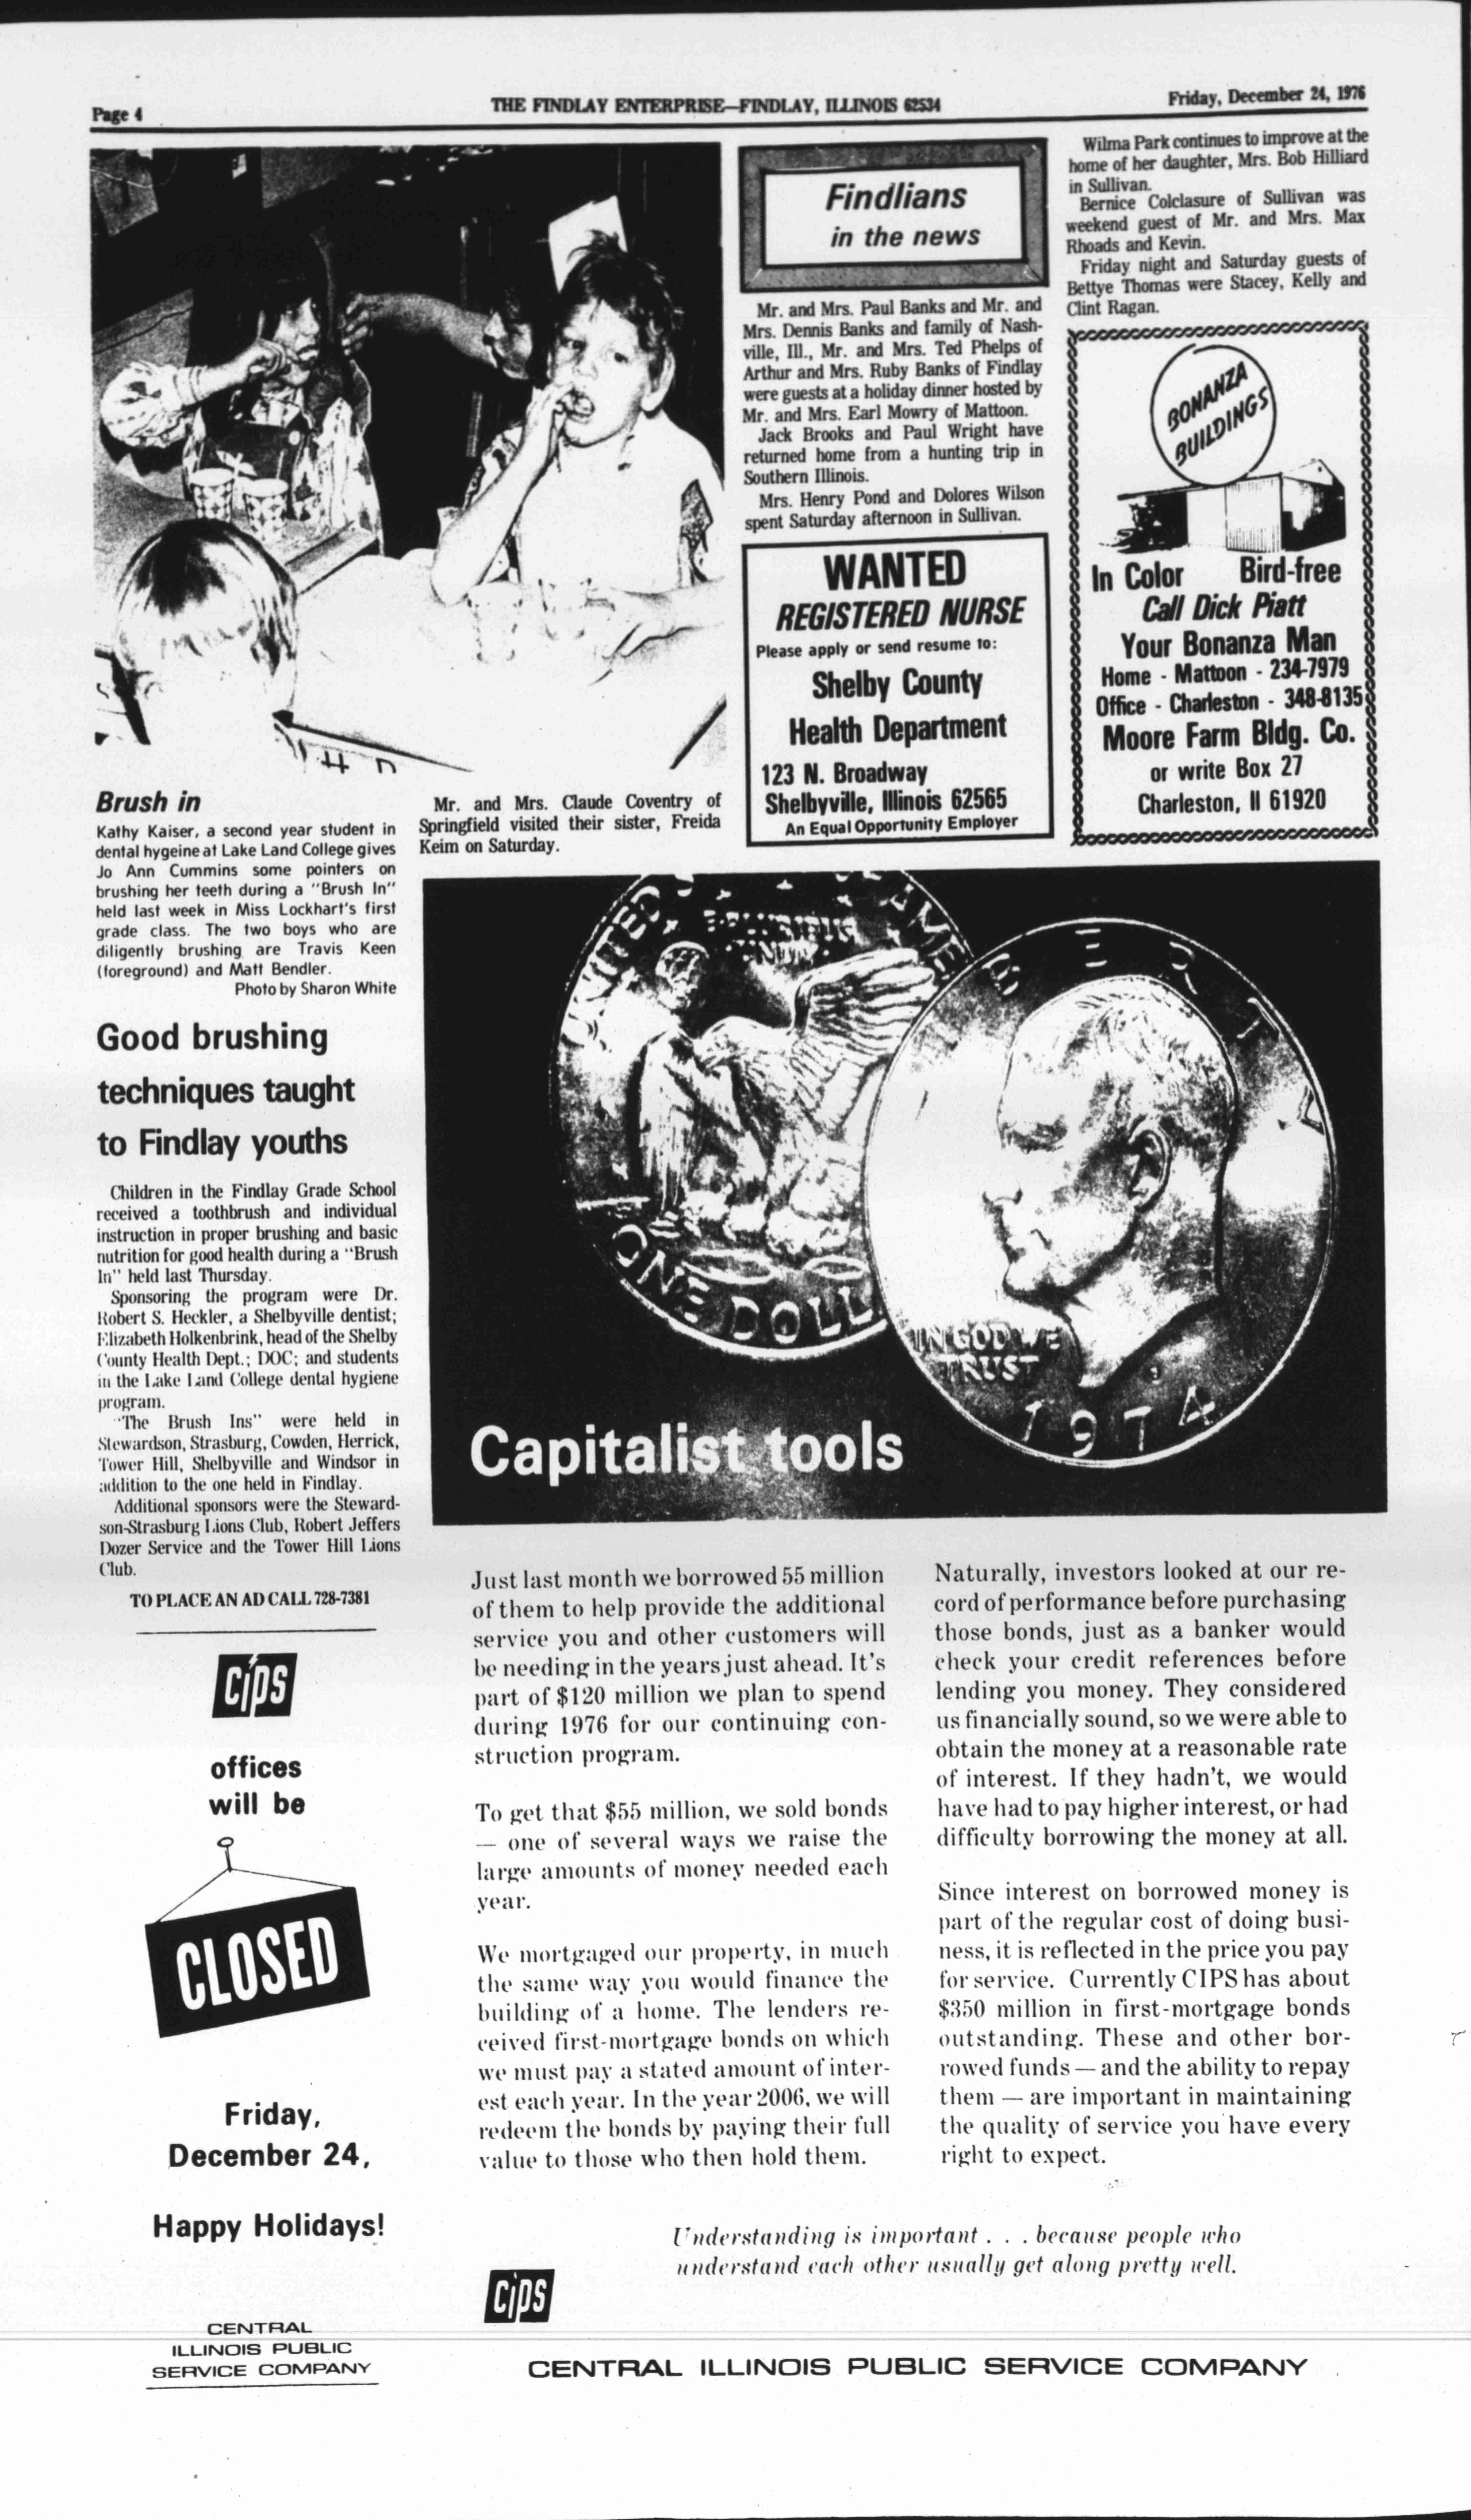 Page 4
THE FINDLAY ENTERPRISE—FINDLAY, ILLINOIS 62534
Friday, December 24, 1976
Brush in
Kathy Kaiser, a second year student in
dental hygeine at Lake Land College gives
Jo Ann Cummins some pointers on
brushing her teeth during a "Brush In"
held last week in Miss Lockhart's first
grade class. The two boys who are
diligently brushing are Travis Keen
(foreground) and Matt Bendler.
Photo by Sharon White
Good brushing
techniques taught
to Findlay youths
Children in the Findlay Grade School
received a toothbrush and individual
instruction in proper brushing and basic
nutrition for good health during a "Brush
In" held last Thursday.
Sponsoring the program were Dr.
Robert S. Heckler, a Shelbyville dentist;
Elizabeth Holkenbrink, head of the Shelby
County Health Dept.; DOC; and students
in the Lake Land College dental hygiene
program.
"The Brush Ins" were held in
Stewardson, Strasburg, Cowden, Herrick,
Tower Hill, Shelbyville and Windsor in
addition to the one held in Findlay.
Additional sponsors were the Steward-
son-Strasburg Lions Club, Robert Jeffers
Dozer Service and the Tower Hill Lions
Club.
TO PLACE AN AD CALL 728-7381
CIPS
offices
will be
CLOSED
Friday,
December 24,
Happy Holidays!
CENTRAL
ILLINOIS PUBLIC
SERVICE COMPANY
Mr. and Mrs. Claude Coventry of
Springfield visited their sister, Freida
Keim on Saturday.
Findlians
in the news
Mr. and Mrs. Paul Banks and Mr. and
Mrs. Dennis Banks and family of Nash-
ville, Ill., Mr. and Mrs. Ted Phelps of
Arthur and Mrs. Ruby Banks of Findlay
were guests at a holiday dinner hosted by
Mr. and Mrs. Earl Mowry of Mattoon.
Jack Brooks and Paul Wright have
returned home from a hunting trip in
Southern Illinois.
Mrs. Henry Pond and Dolores Wilson
spent Saturday afternoon in Sullivan.
WANTED
REGISTERED NURSE
Please apply or send resume to:
Shelby County
Health Department
123 N. Broadway
Shelbyville, Illinois 62565
An Equal Opportunity Employer
Wilma Park continues to improve at the
home of her daughter, Mrs. Bob Hilliard
in Sullivan.
Bernice Colclasure of Sullivan was
weekend guest of Mr. and Mrs. Max
Rhoads and Kevin.
Friday night and Saturday guests of
Bettye Thomas were Stacey, Kelly and
Clint Ragan.
BONANZA
BUILDINGS
In Color Bird-free
Call Dick Piatt
Your Bonanza Man
Home - Mattoon - 234-7979
Office - Charleston - 348-8135
Moore Farm Bldg. Co.
or write Box 27
Charleston, Il 61920
UNITED
ONE DOLL
BERT
IN GOD WE
TRUST
1974
Capitalist tools
Just last month we borrowed 55 million
of them to help provide the additional
service you and other customers will
be needing in the years just ahead. It's
part of $120 million we plan to spend
during 1976 for our continuing con-
struction program.
To get that $55 million, we sold bonds
— one of several ways we raise the
large amounts of money needed each
year.
We mortgaged our property, in much
the same way you would finance the
building of a home. The lenders re-
ceived first-mortgage bonds on which
we must pay a stated amount of inter-
est each year. In the year 2006, we will
redeem the bonds by paying their full
value to those who then hold them.
Naturally, investors looked at our re-
cord of performance before purchasing
those bonds, just as a banker would
check your credit references before
lending you money. They considered
us financially sound, so we were able to
obtain the money at a reasonable rate
of interest. If they hadn't, we would
have had to pay higher interest, or had
difficulty borrowing the money at all.
Since interest on borrowed money is
part of the regular cost of doing busi-
ness, it is reflected in the price you pay
for service. Currently CIPS has about
$350 million in first-mortgage bonds
outstanding. These and other bor-
rowed funds — and the ability to repay
them — are important in maintaining
the quality of service you have every
right to expect.
Understanding is important . . . because people who
understand each other usually get along pretty well.
CIPS
CENTRAL ILLINOIS PUBLIC SERVICE COMPANY